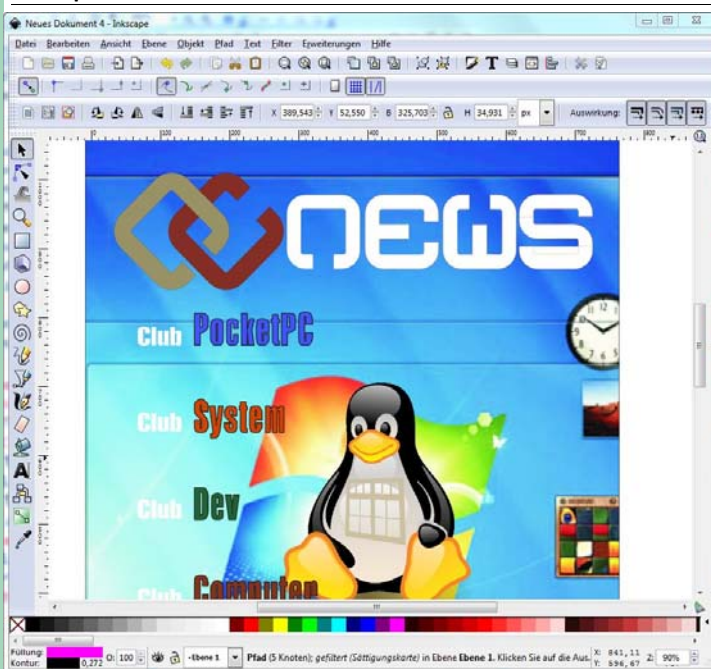 Neues Dokument 4 - Inkscape
Datei Bearbeiten Ansicht Ebene Objekt Pfad Text Filter Erweiterungen Hilfe
X 389,543 Y 52,550 B 325,703 H 34,931 px Auswirkung:
news
Club PocketPC
Club System
Club Dev
Club Computer
Füllung: O: 100 -Ebene 1 Pfad (5 Knoten); gefiltert (Sättigungskarte) in Ebene Ebene 1. Klicken Sie auf die Aus. X: 841,11 Z: 90%
Kontur: 0,272 Y: 596,67